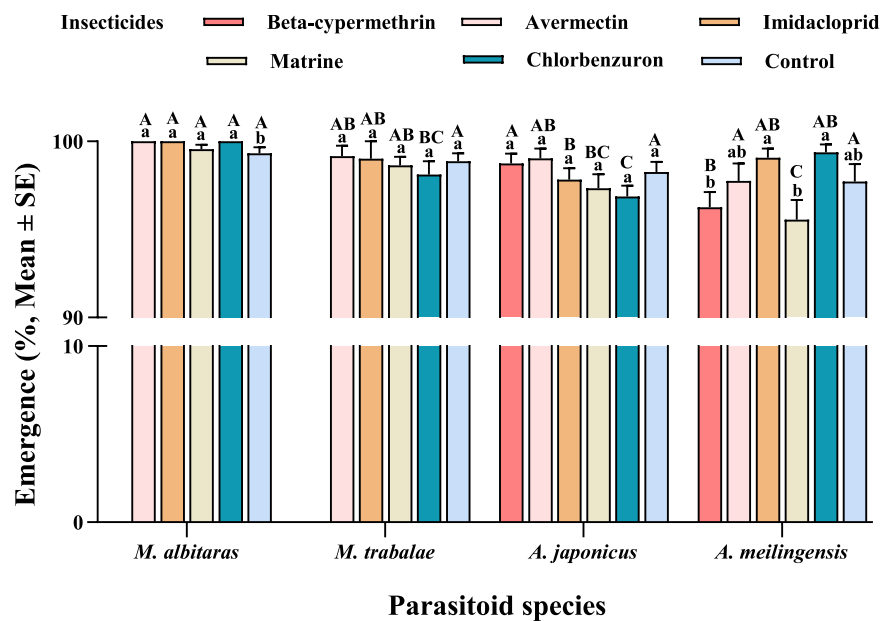 Insecticides Beta-cypermethrin Avermectin Imidacloprid
Matrine Chlorbenzuron Control
Emergence (%, Mean ± SE)
100
90
10
0
A A A A A
a a a a b
AB AB AB BC A
a a a a a
A AB B BC C A
a a a a a a
B A AB C AB A
b ab a b a ab
M. albitaras M. trabalae A. japonicus A. meilingensis
Parasitoid species